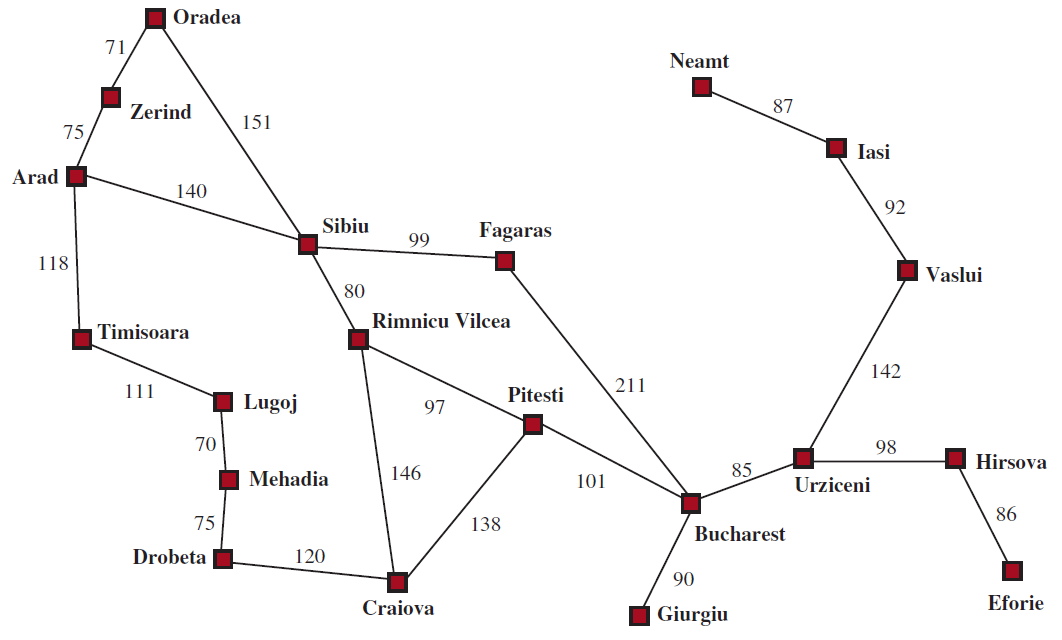 Oradea
71
Neamt
Zerind
87
151
75
Iasi
Arad
140
92
Sibiu
Fagaras
99
118
Vaslui
80
Rimnicu Vilcea
Timisoara
142
211
111
Pitesti
Lugoj
97
70
98
Hirsova
85
146
101
Urziceni
Mehadia
86
75
138
Bucharest
Drobeta
120
90
Eforie
Craiova
Giurgiu